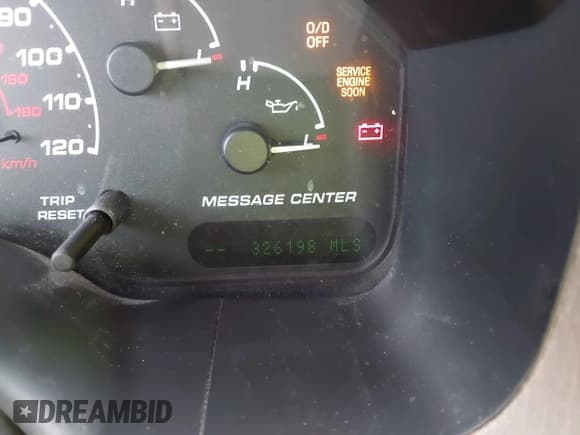 90
100
110
120
160
180
km/h
H
L
O/D
OFF
H
SERVICE
ENGINE
SOON
L
TRIP
RESET
MESSAGE CENTER
-- 326198 MLS
DREAMBID